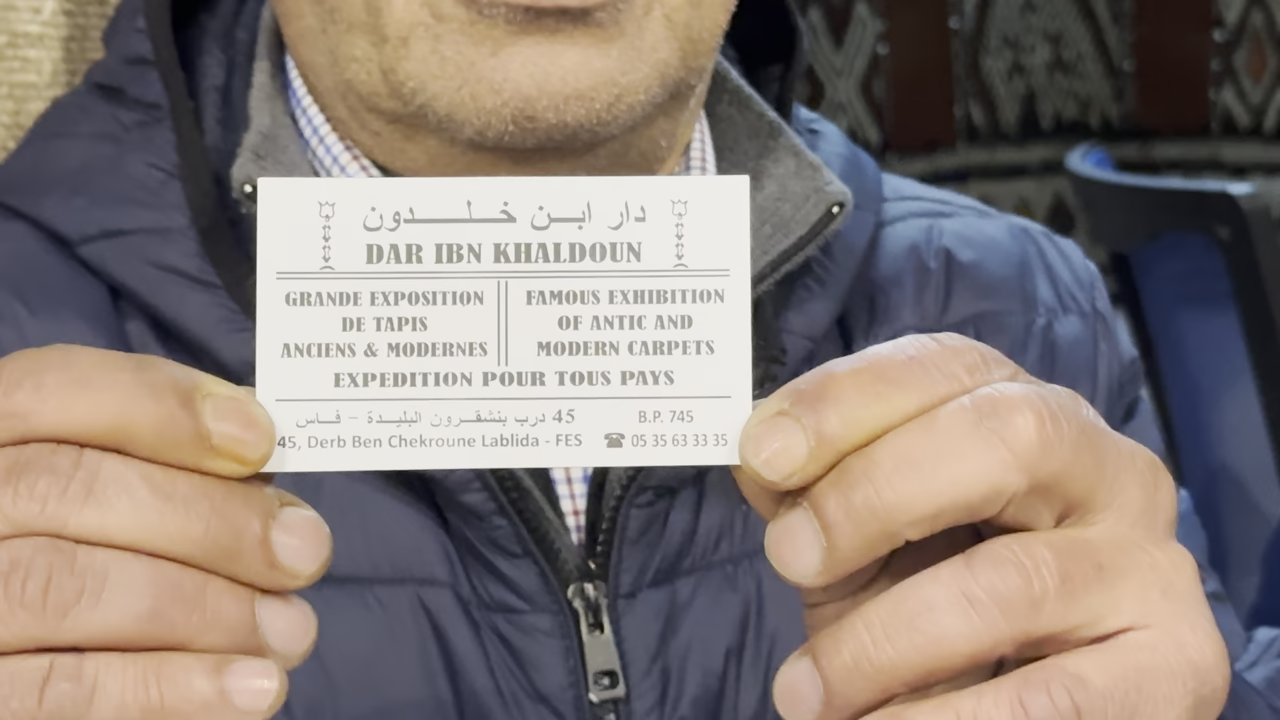 دار ابن خلدون
DAR IBN KHALDOUN
GRANDE EXPOSITION
DE TAPIS
ANCIENS & MODERNES
FAMOUS EXHIBITION
OF ANTIC AND
MODERN CARPETS
EXPEDITION POUR TOUS PAYS
45 درب بنشقرون البليدة - فاس
B.P. 745
45, Derb Ben Chekroune Lablida - FES
☎ 05 35 63 33 35